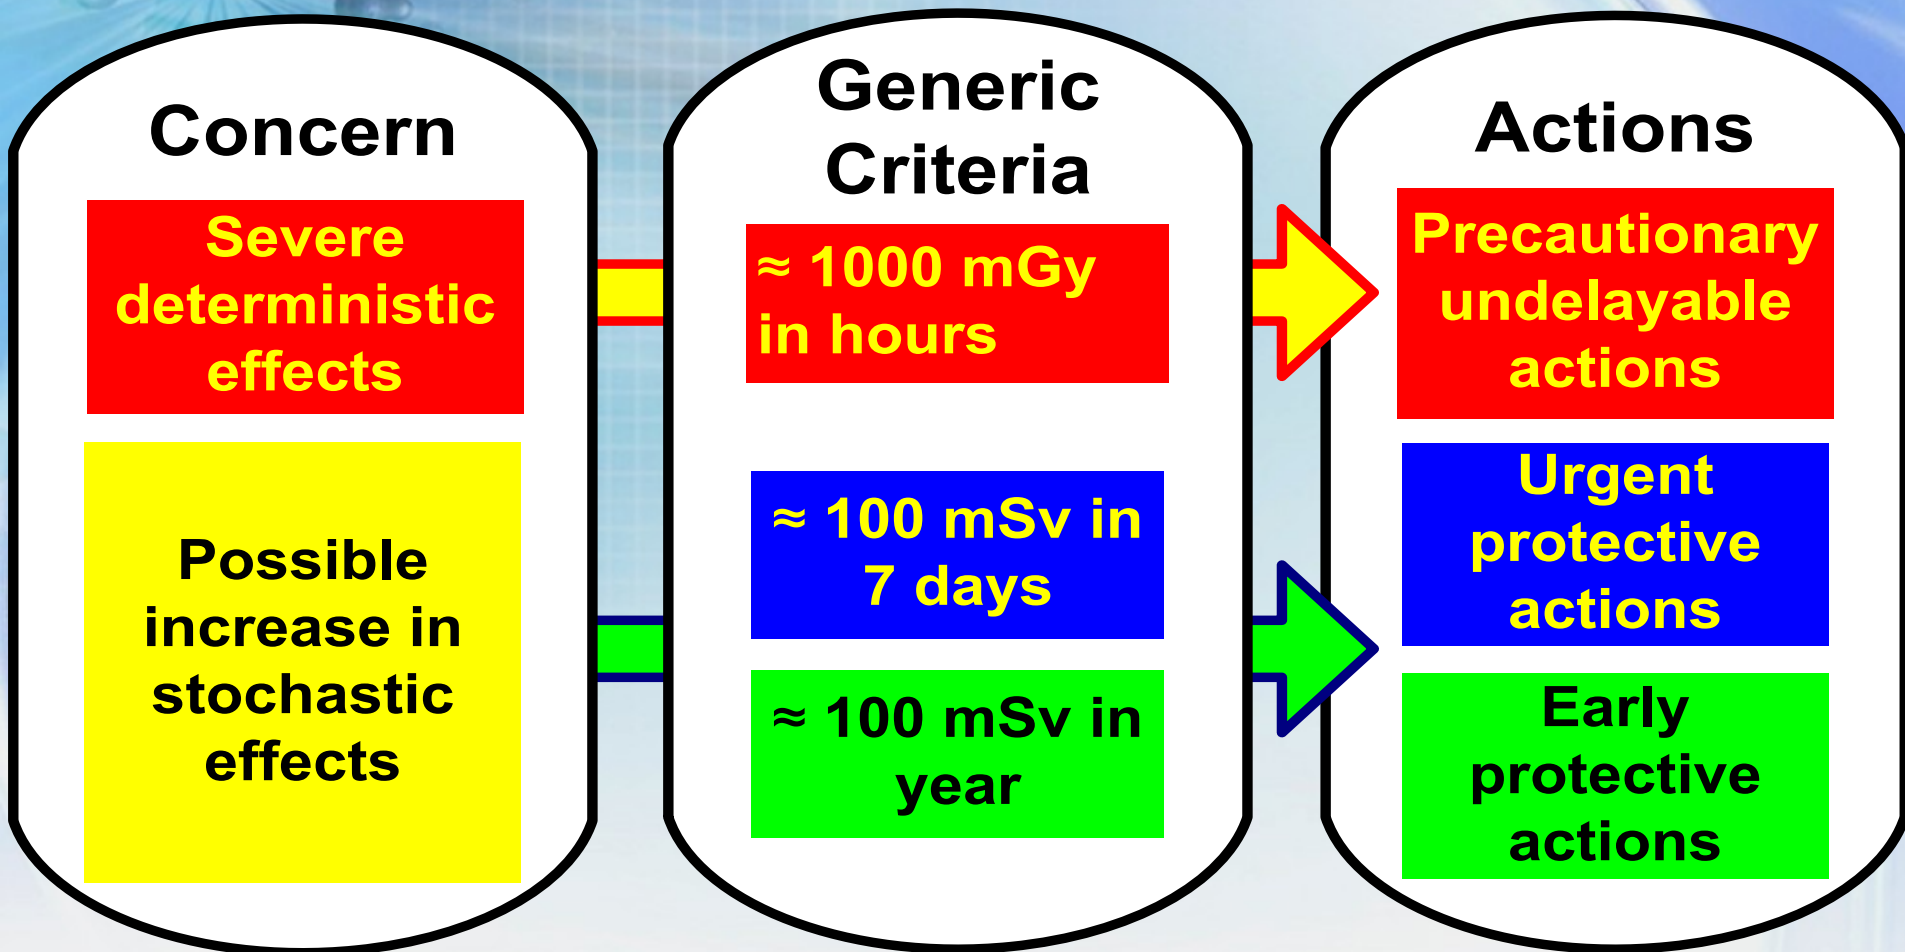 Concern
Severe
deterministic
effects
Possible
increase in
stochastic
effects
Generic
Criteria
≈ 1000 mGy
in hours
≈ 100 mSv in
7 days
≈ 100 mSv in
year
Actions
Precautionary
undelayable
actions
Urgent
protective
actions
Early
protective
actions